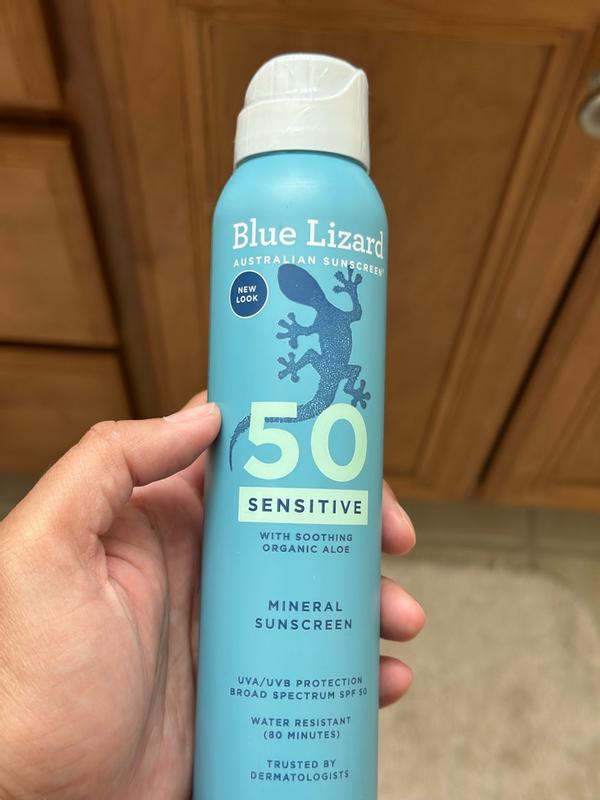 Blue Lizard
AUSTRALIAN SUNSCREEN
NEW
LOOK
50
SENSITIVE
WITH SOOTHING
ORGANIC ALOE
MINERAL
SUNSCREEN
UVA/UVB PROTECTION
BROAD SPECTRUM SPF 50
WATER RESISTANT
(80 MINUTES)
TRUSTED BY
DERMATOLOGISTS